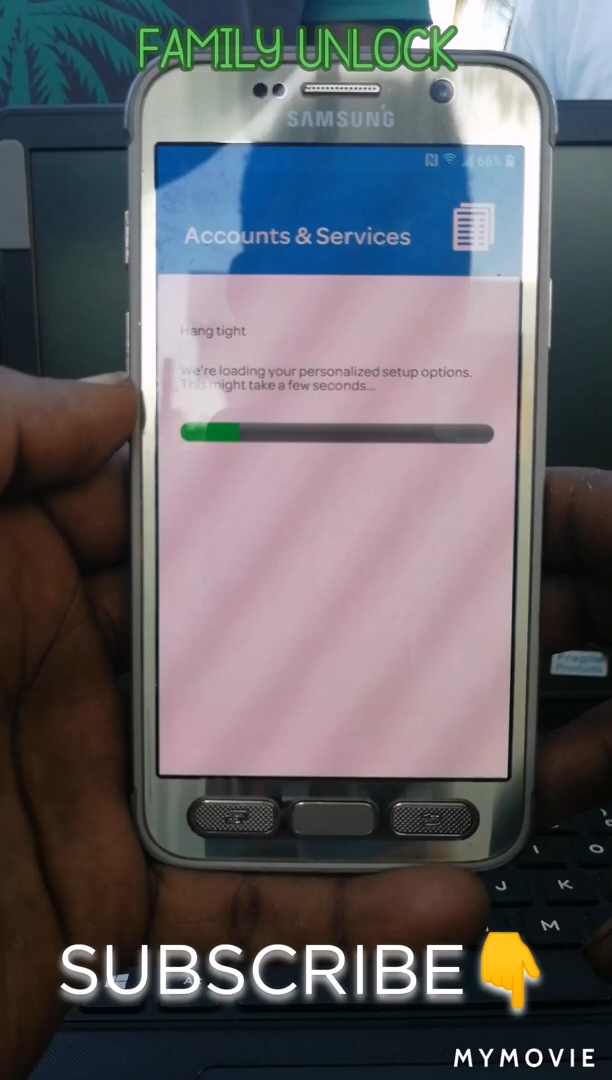 FAMILY UNLOCK
SAMSUNG
66%
Accounts & Services
Hang tight
We're loading your personalized setup options.
This might take a few seconds...
Fragile
I O
J K
M
SUBSCRIBE👇
MYMOVIE